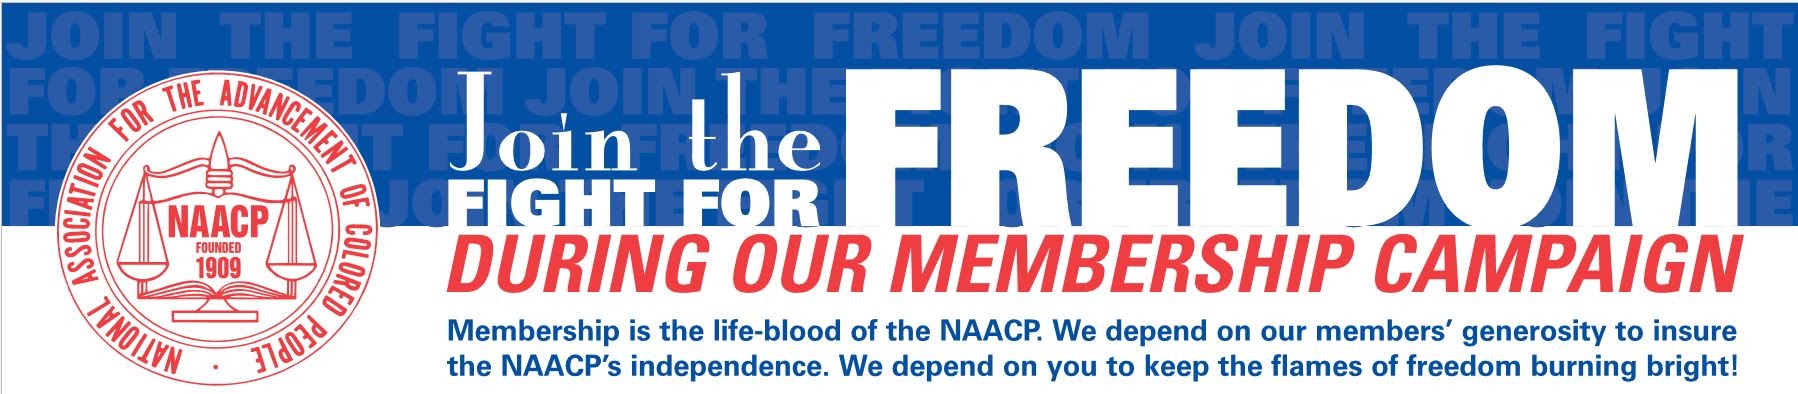 JOIN THE FIGHT FOR FREEDOM JOIN THE FIGHT
NATIONAL ASSOCIATION FOR THE ADVANCEMENT OF COLORED PEOPLE
NAACP
FOUNDED
1909
Join the
FIGHT FOR
FREEDOM
DURING OUR MEMBERSHIP CAMPAIGN
Membership is the life-blood of the NAACP. We depend on our members’ generosity to insure
the NAACP’s independence. We depend on you to keep the flames of freedom burning bright!